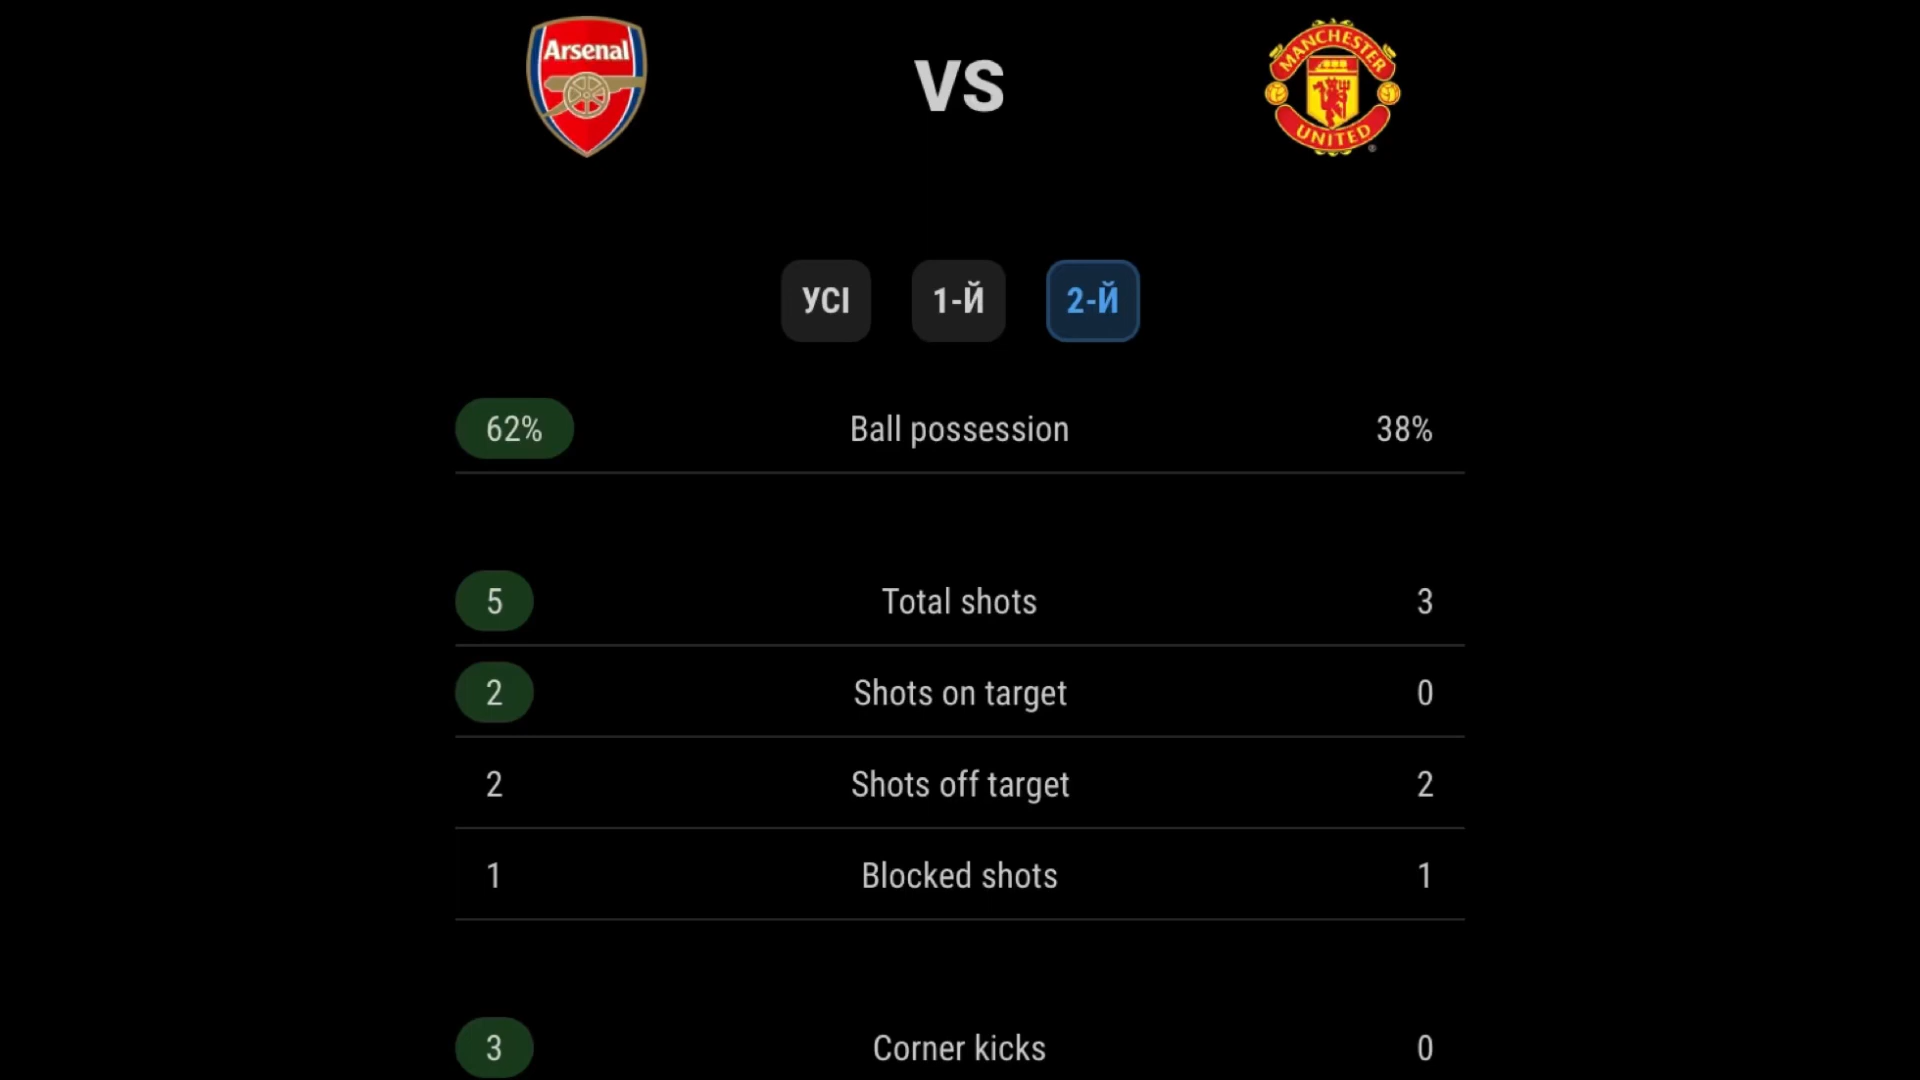 Arsenal
VS
MANCHESTER
UNITED
УСІ 1-Й 2-Й
62% Ball possession 38%
5 Total shots 3
2 Shots on target 0
2 Shots off target 2
1 Blocked shots 1
3 Corner kicks 0